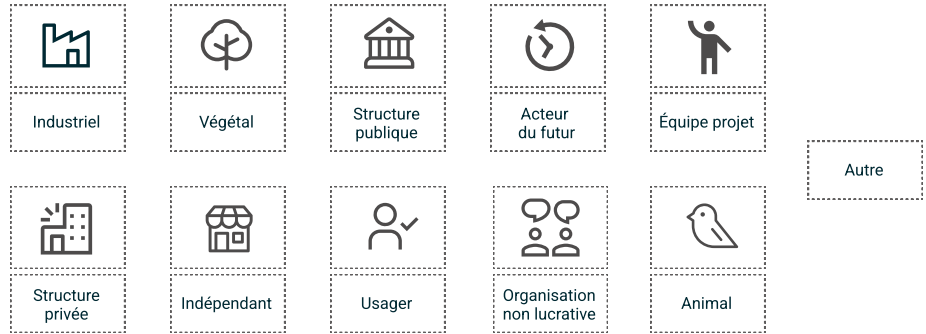 Industriel
Végétal
Structure
publique
Acteur
du futur
Équipe projet
Autre
Structure
privée
Indépendant
Usager
Organisation
non lucrative
Animal